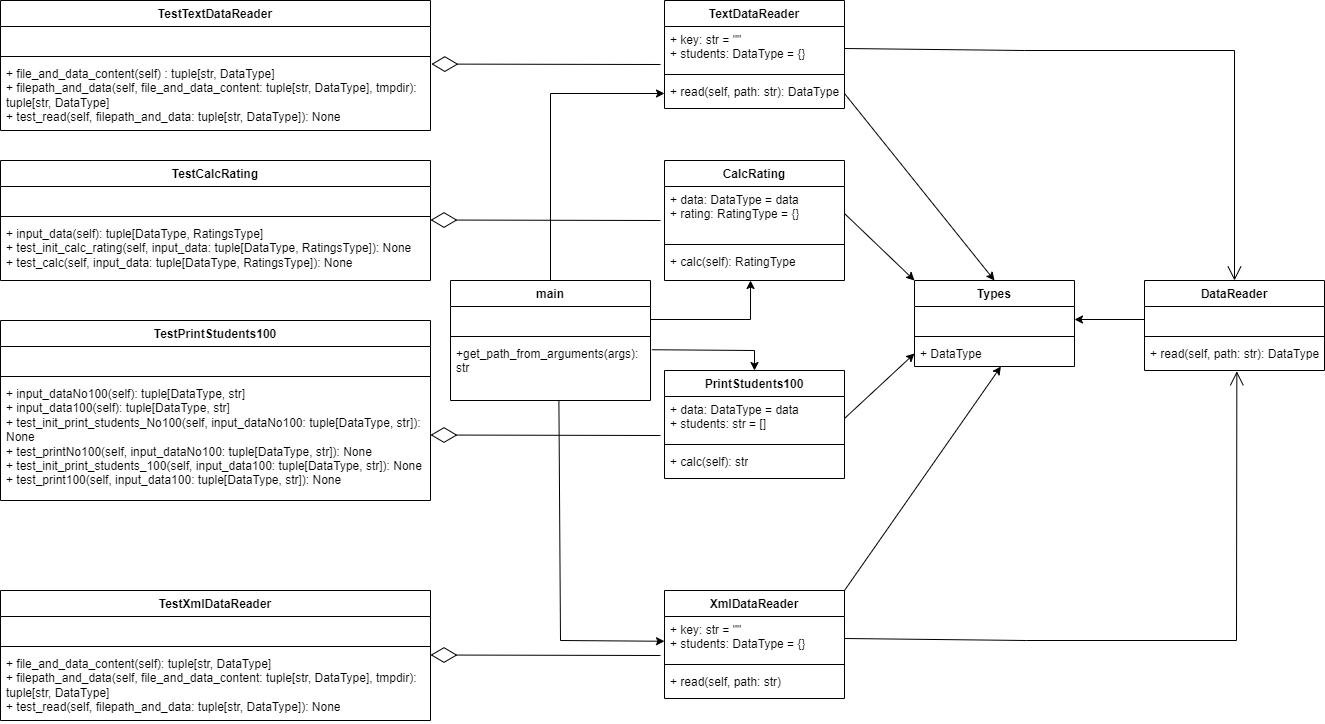 TestTextDataReader
+ file_and_data_content(self) : tuple[str, DataType]
+ filepath_and_data(self, file_and_data_content: tuple[str, DataType], tmpdir):
tuple[str, DataType]
+ test_read(self, filepath_and_data: tuple[str, DataType]): None
TextDataReader
+ key: str = ""
+ students: DataType = {}
+ read(self, path: str): DataType
TestCalcRating
+ input_data(self): tuple[DataType, RatingsType]
+ test_init_calc_rating(self, input_data: tuple[DataType, RatingsType]): None
+ test_calc(self, input_data: tuple[DataType, RatingsType]): None
CalcRating
+ data: DataType = data
+ rating: RatingType = {}
+ calc(self): RatingType
main
+get_path_from_arguments(args):
str
Types
+ DataType
DataReader
+ read(self, path: str): DataType
TestPrintStudents100
+ input_dataNo100(self): tuple[DataType, str]
+ input_data100(self): tuple[DataType, str]
+ test_init_print_students_No100(self, input_dataNo100: tuple[DataType, str]):
None
+ test_printNo100(self, input_dataNo100: tuple[DataType, str]): None
+ test_init_print_students_100(self, input_data100: tuple[DataType, str]): None
+ test_print100(self, input_data100: tuple[DataType, str]): None
PrintStudents100
+ data: DataType = data
+ students: str = []
+ calc(self): str
TestXmlDataReader
+ file_and_data_content(self): tuple[str, DataType]
+ filepath_and_data(self, file_and_data_content: tuple[str, DataType], tmpdir):
tuple[str, DataType]
+ test_read(self, filepath_and_data: tuple[str, DataType]): None
XmlDataReader
+ key: str = ""
+ students: DataType = {}
+ read(self, path: str)